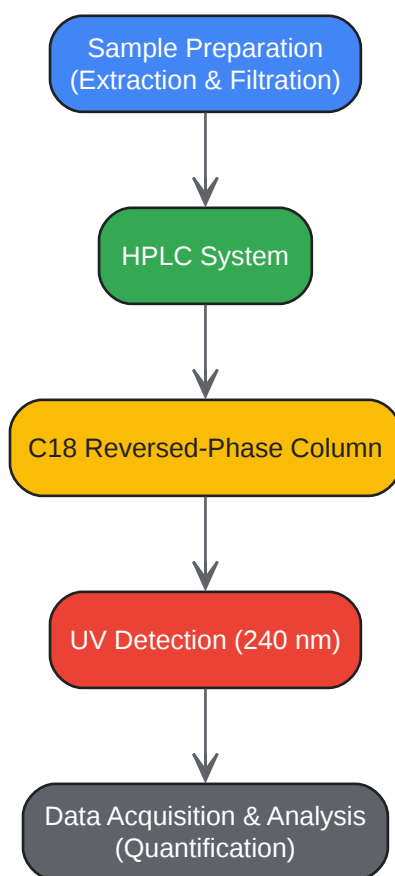 Sample Preparation
(Extraction & Filtration)
HPLC System
C18 Reversed-Phase Column
UV Detection (240 nm)
Data Acquisition & Analysis
(Quantification)